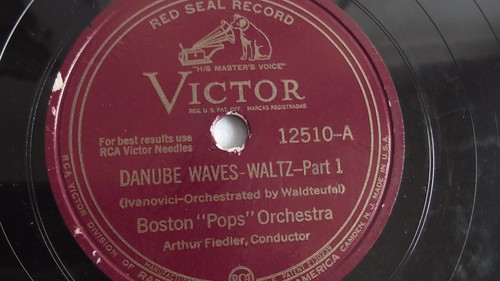 RED SEAL RECORD
"HIS MASTER'S VOICE"
VICTOR
REG. U.S. PAT. OFF. MARCAS REGISTRADAS
For best results use
RCA Victor Needles
12510-A
DANUBE WAVES-WALTZ-Part 1
(Ivanovici-Orchestrated by Waldteufel)
Boston "Pops" Orchestra
Arthur Fiedler, Conductor
RCA VICTOR DIVISION OF RA
RCA
AMERICA CAMDEN, N.J. MADE IN U.S.A.